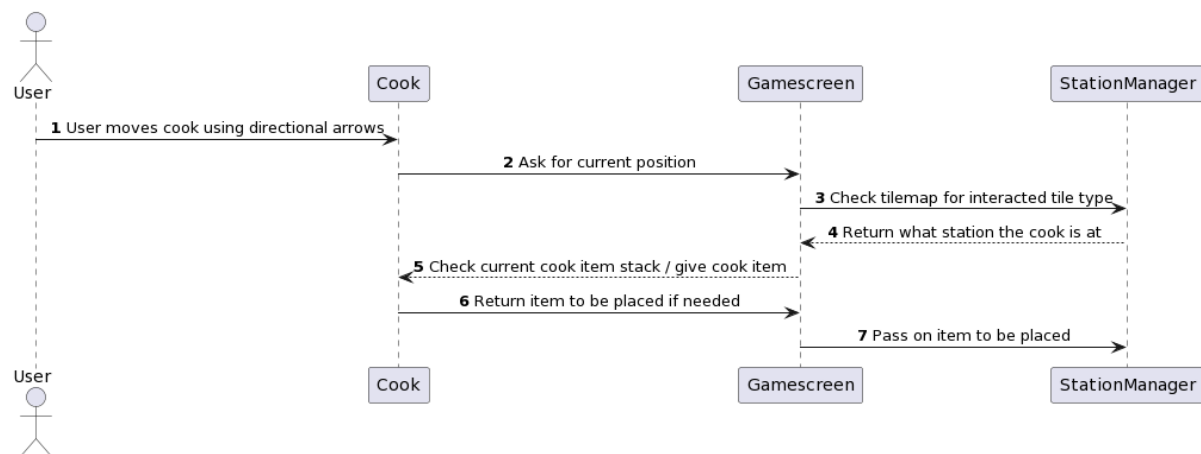 User
Cook
Gamescreen
StationManager
1 User moves cook using directional arrows
2 Ask for current position
3 Check tilemap for interacted tile type
4 Return what station the cook is at
5 Check current cook item stack / give cook item
6 Return item to be placed if needed
7 Pass on item to be placed
User
Cook
Gamescreen
StationManager